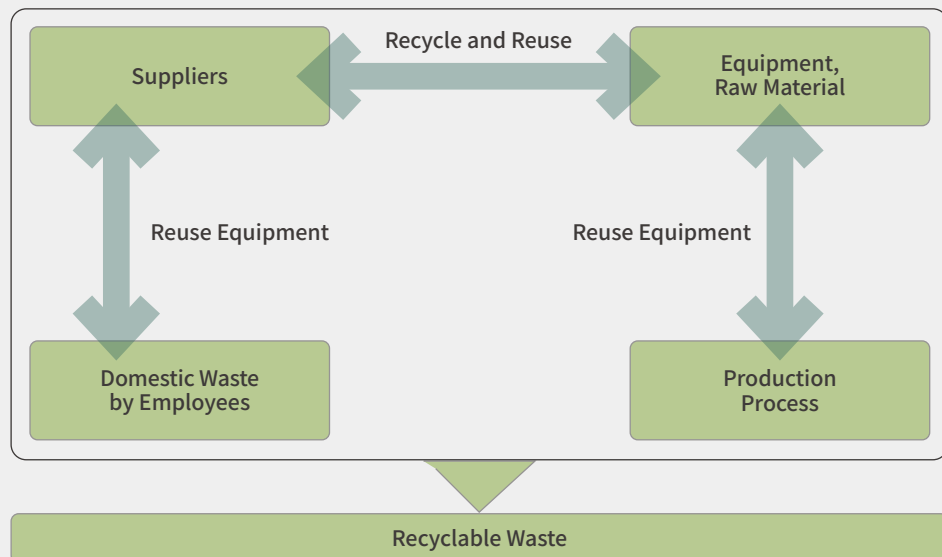 Recycle and Reuse
Suppliers
Equipment,
Raw Material
Reuse Equipment
Reuse Equipment
Domestic Waste
by Employees
Production
Process
Recyclable Waste